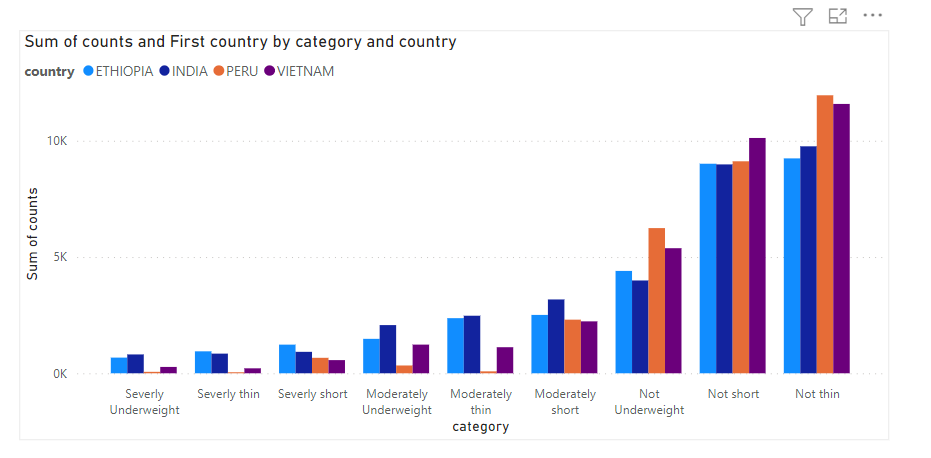 Sum of counts and First country by category and country
country ETHIOPIA INDIA PERU VIETNAM
10K
5K
0K
Sum of counts
Severly Underweight
Severly thin
Severly short
Moderately Underweight
Moderately thin
Moderately short
Not Underweight
Not short
Not thin
category